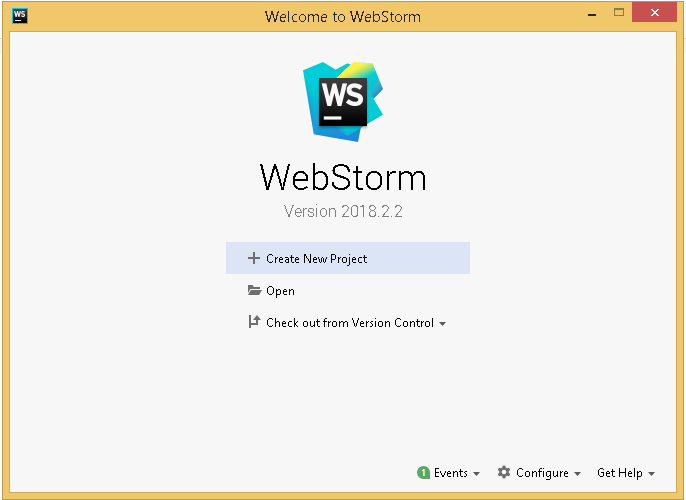 WS
Welcome to WebStorm
WS
WebStorm
Version 2018.2.2
Create New Project
Open
Check out from Version Control
1 Events Configure Get Help